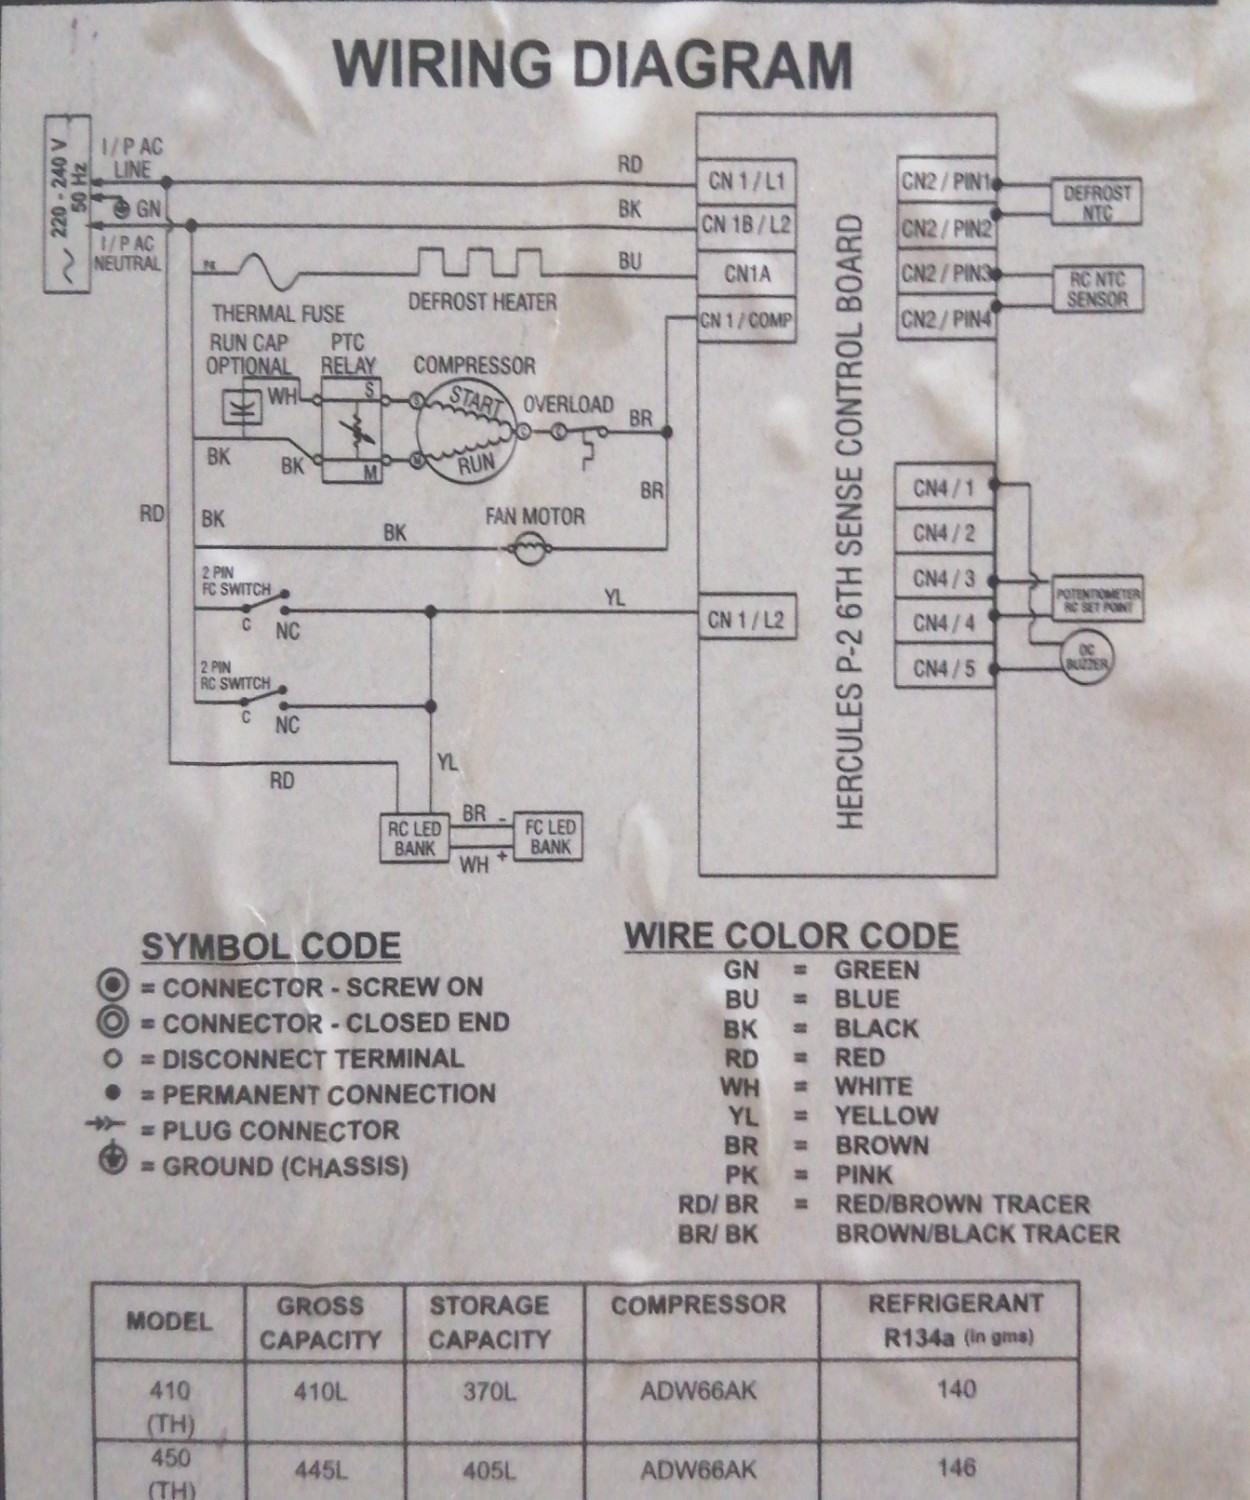 WIRING DIAGRAM
220 - 240 V
50 Hz
I / P AC
LINE
GN
I / P AC
NEUTRAL
RD
BK
BU
PK
THERMAL FUSE
DEFROST HEATER
RUN CAP
OPTIONAL
PTC
RELAY
COMPRESSOR
WH
S
S
START
OVERLOAD
C
C
BR
BK
BK
M
M
RUN
BR
RD
BK
BK
FAN MOTOR
2 PIN
FC SWITCH
C
NC
YL
2 PIN
RC SWITCH
C
NC
RD
YL
RC LED
BANK
BR -
WH +
FC LED
BANK
CN 1 / L1
CN 1B / L2
CN1A
CN 1 / COMP
CN 1 / L2
HERCULES P-2 6TH SENSE CONTROL BOARD
CN2 / PIN1
CN2 / PIN2
CN2 / PIN3
CN2 / PIN4
DEFROST
NTC
RC NTC
SENSOR
CN4 / 1
CN4 / 2
CN4 / 3
CN4 / 4
CN4 / 5
POTENTIOMETER
RC SET POINT
DC
BUZZER
SYMBOL CODE
= CONNECTOR - SCREW ON
= CONNECTOR - CLOSED END
= DISCONNECT TERMINAL
= PERMANENT CONNECTION
= PLUG CONNECTOR
= GROUND (CHASSIS)
WIRE COLOR CODE
GN = GREEN
BU = BLUE
BK = BLACK
RD = RED
WH = WHITE
YL = YELLOW
BR = BROWN
PK = PINK
RD/ BR = RED/BROWN TRACER
BR/ BK BROWN/BLACK TRACER
MODEL
GROSS
CAPACITY
STORAGE
CAPACITY
COMPRESSOR
REFRIGERANT
R134a (in gms)
410
(TH)
410L
370L
ADW66AK
140
450
(TH)
445L
405L
ADW66AK
146